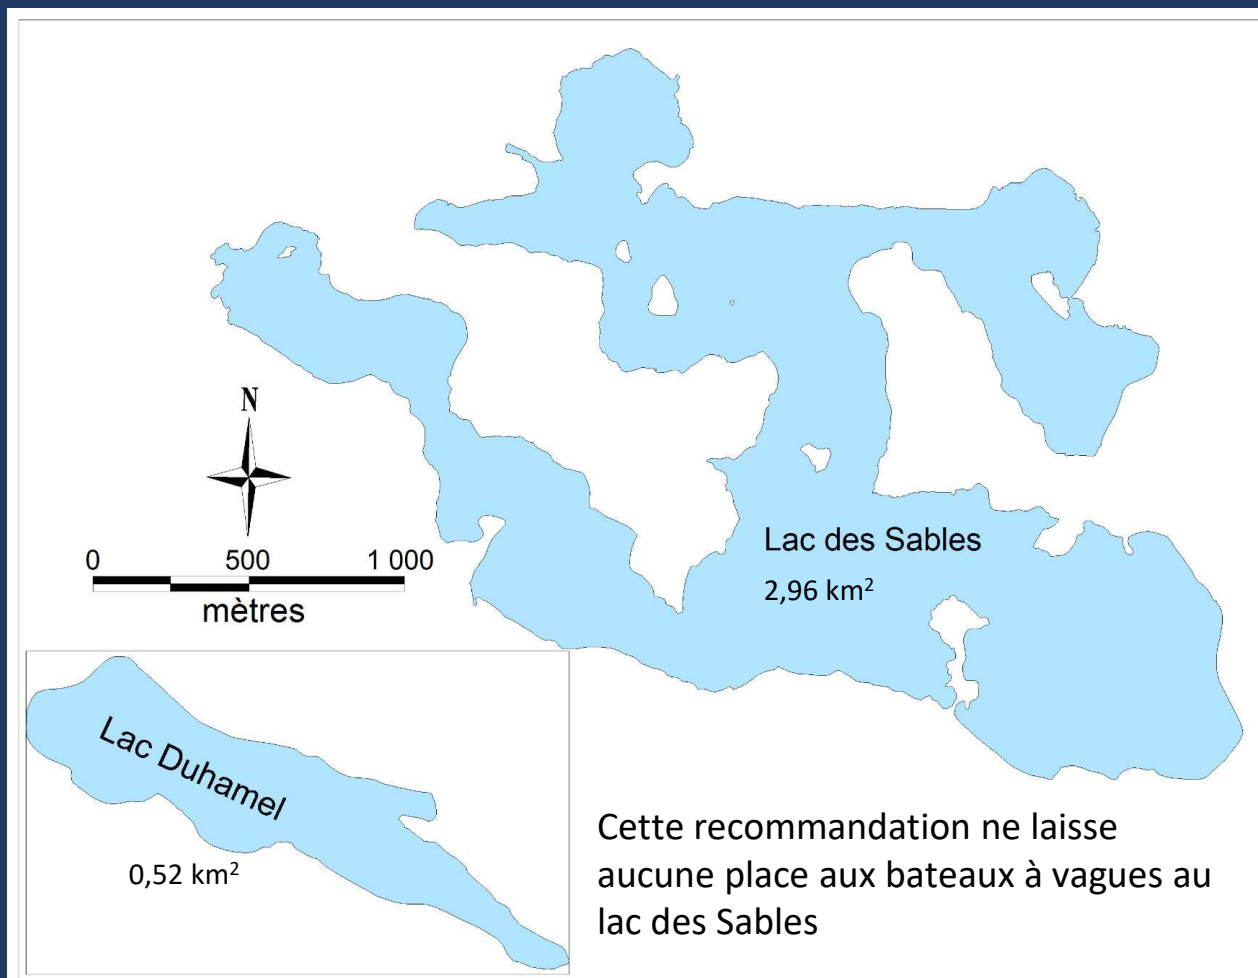 N
0 500 1 000
mètres
Lac des Sables
2,96 km²
Lac Duhamel
0,52 km²
Cette recommandation ne laisse
aucune place aux bateaux à vagues au
lac des Sables